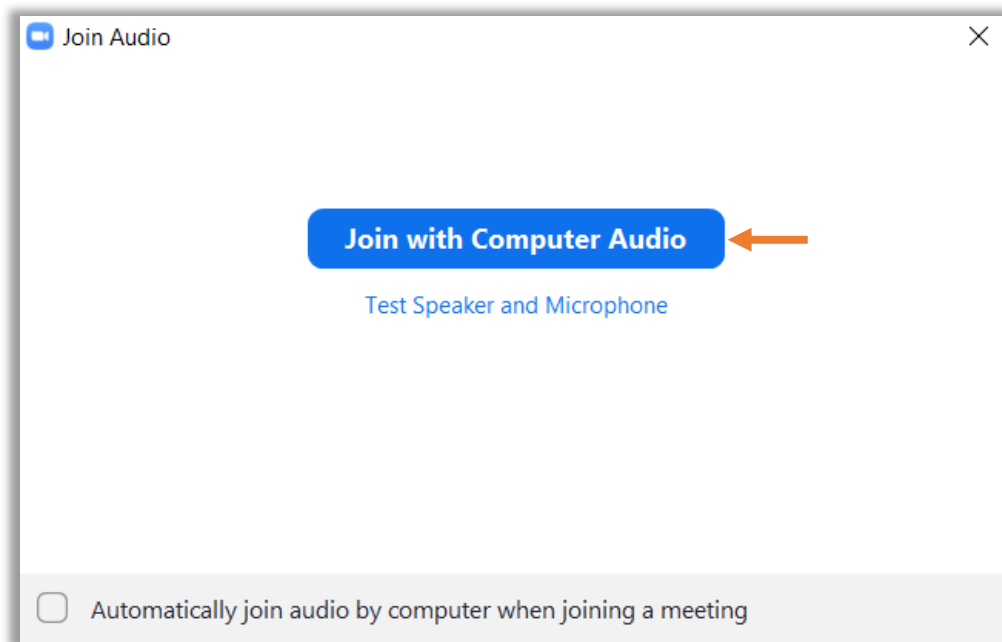 Join Audio
Join with Computer Audio
Test Speaker and Microphone
Automatically join audio by computer when joining a meeting